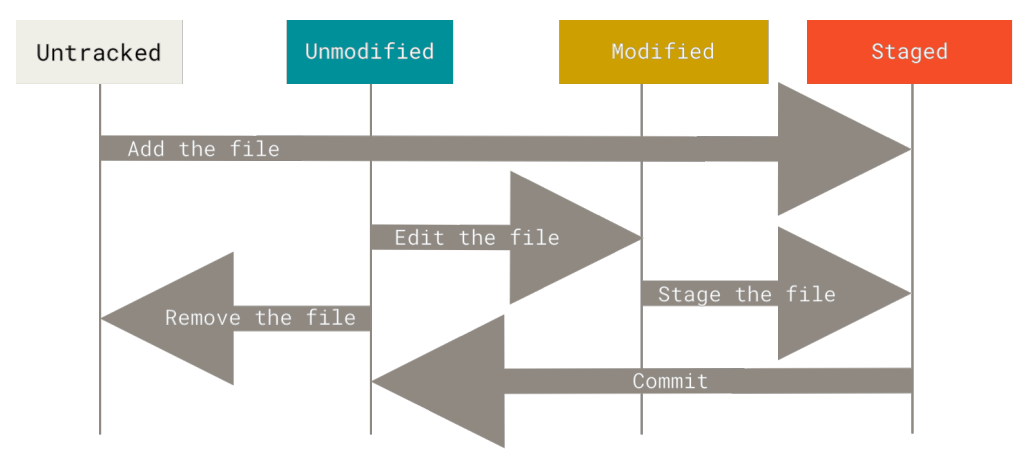 Untracked
Unmodified
Modified
Staged
Add the file
Edit the file
Stage the file
Remove the file
Commit